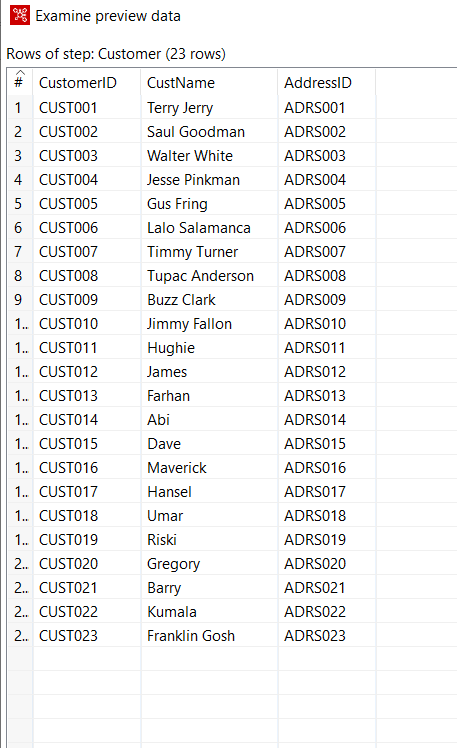 Examine preview data
Rows of step: Customer (23 rows)
# CustomerID CustName AddressID
1 CUST001 Terry Jerry ADRS001
2 CUST002 Saul Goodman ADRS002
3 CUST003 Walter White ADRS003
4 CUST004 Jesse Pinkman ADRS004
5 CUST005 Gus Fring ADRS005
6 CUST006 Lalo Salamanca ADRS006
7 CUST007 Timmy Turner ADRS007
8 CUST008 Tupac Anderson ADRS008
9 CUST009 Buzz Clark ADRS009
1.. CUST010 Jimmy Fallon ADRS010
1.. CUST011 Hughie ADRS011
1.. CUST012 James ADRS012
1.. CUST013 Farhan ADRS013
1.. CUST014 Abi ADRS014
1.. CUST015 Dave ADRS015
1.. CUST016 Maverick ADRS016
1.. CUST017 Hansel ADRS017
1.. CUST018 Umar ADRS018
1.. CUST019 Riski ADRS019
2.. CUST020 Gregory ADRS020
2.. CUST021 Barry ADRS021
2.. CUST022 Kumala ADRS022
2.. CUST023 Franklin Gosh ADRS023